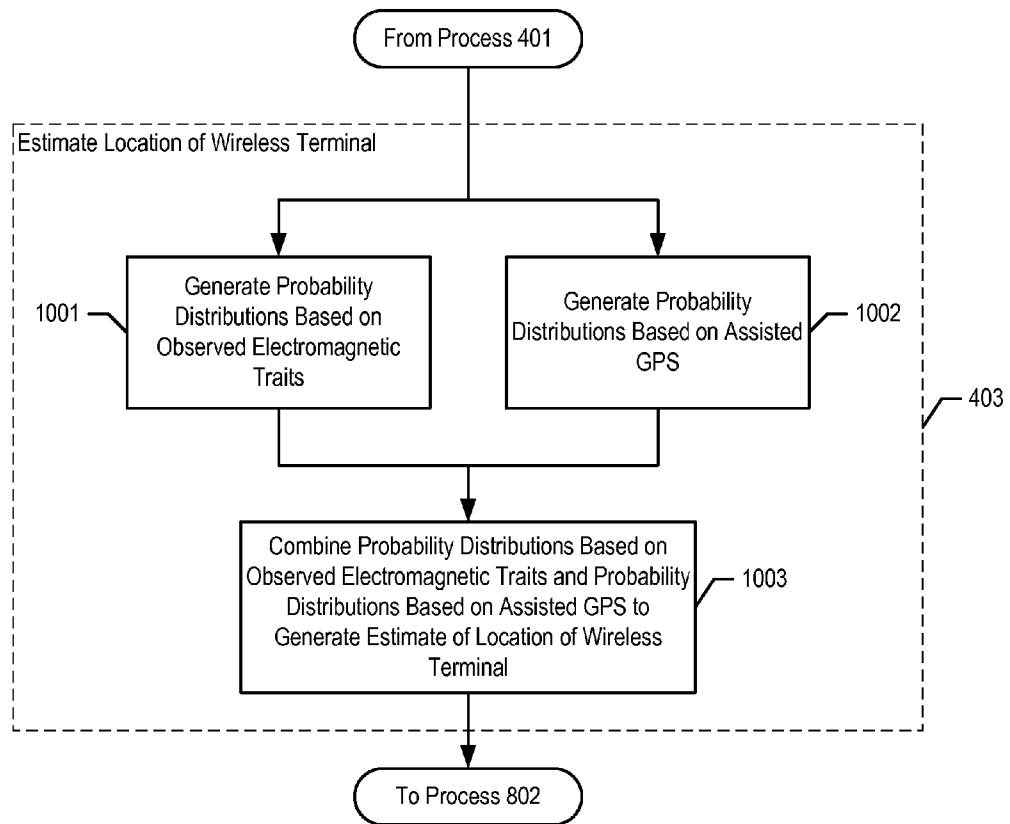 From Process 401
Estimate Location of Wireless Terminal
1001
Generate Probability
Distributions Based on
Observed Electromagnetic
Traits
Generate Probability
Distributions Based on Assisted
GPS
1002
403
Combine Probability Distributions Based on
Observed Electromagnetic Traits and Probability
Distributions Based on Assisted GPS to
Generate Estimate of Location of Wireless
Terminal
1003
To Process 802